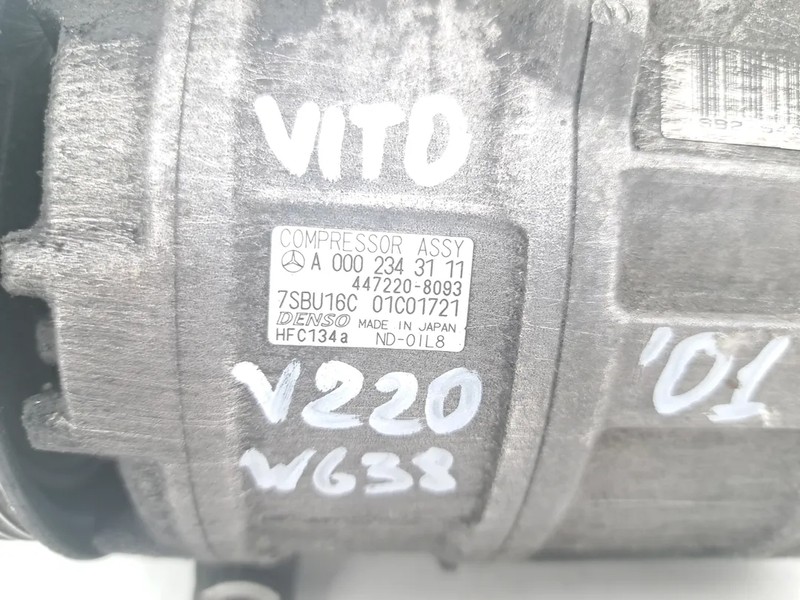 VITO
COMPRESSOR ASSY
A 000 234 31 11
447220-8093
7SBU16C 01C01721
DENSO MADE IN JAPAN
HFC134a ND-OIL8
V220
W638
'01